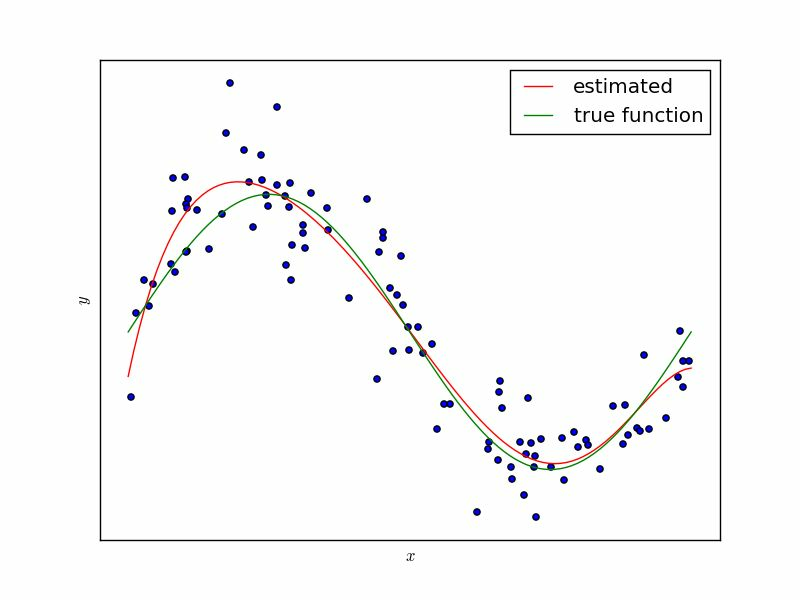 estimated
true function
y
x